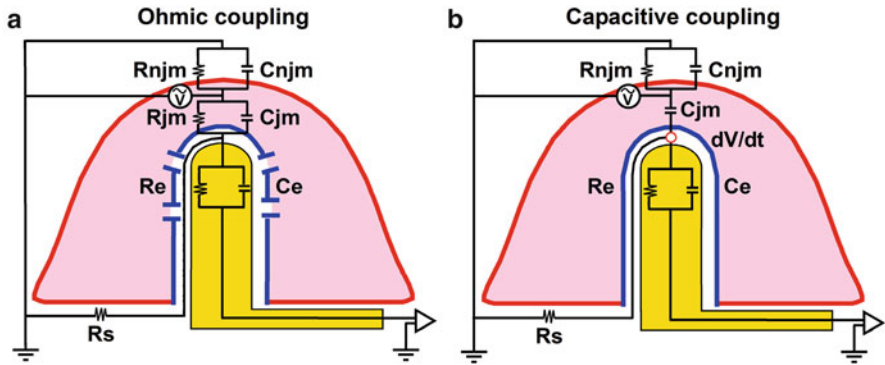 a
Ohmic coupling
Rnjm
Cnjm
V
Rjm
Cjm
Re
Ce
Rs
b
Capacitive coupling
Rnjm
Cnjm
V
Cjm
dV/dt
Re
Ce
Rs